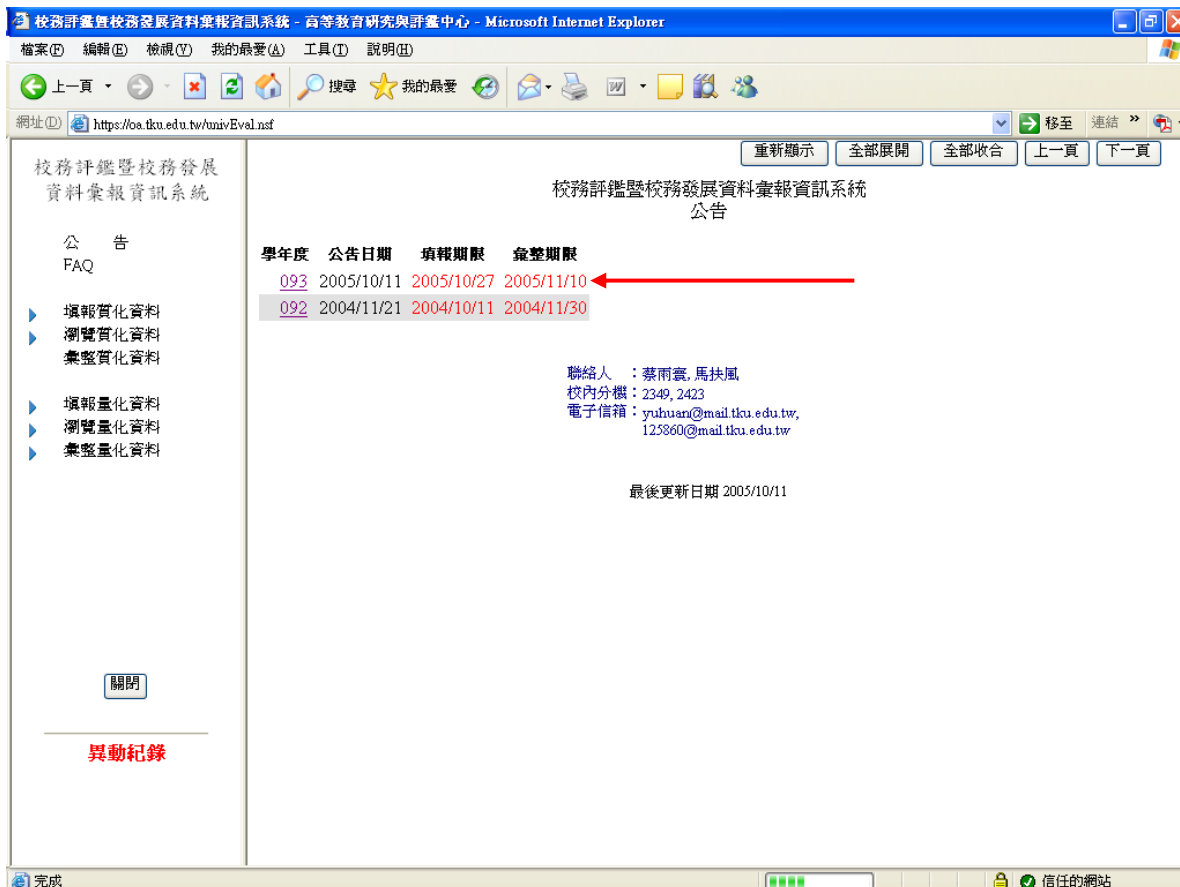 校務評鑑暨校務發展資料彙報資訊系統 - 高等教育研究與評鑑中心 - Microsoft Internet Explorer
檔案(F) 編輯(E) 檢視(V) 我的最愛(A) 工具(T) 說明(H)
上一頁 搜尋 我的最愛
網址(D) https://oa.tku.edu.tw/univEval.nsf 移至 連結 »
重新顯示 全部展開 全部收合 上一頁 下一頁
校務評鑑暨校務發展
資料彙報資訊系統
公 告
FAQ
填報質化資料
瀏覽質化資料
彙整質化資料
填報量化資料
瀏覽量化資料
彙整量化資料
關閉
異動紀錄
校務評鑑暨校務發展資料彙報資訊系統
公告
學年度 公告日期 填報期限 彙整期限
093 2005/10/11 2005/10/27 2005/11/10
092 2004/11/21 2004/10/11 2004/11/30
聯絡人 :蔡雨寰, 馬扶風
校內分機:2349, 2423
電子信箱:yuhuan@mail.tku.edu.tw,
125860@mail.tku.edu.tw
最後更新日期 2005/10/11
完成 信任的網站